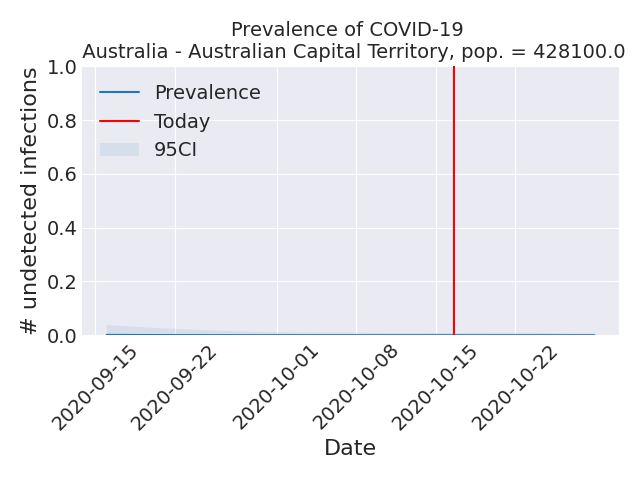 Prevalence of COVID-19
Australia - Australian Capital Territory, pop. = 428100.0
# undetected infections
1.0
0.8
0.6
0.4
0.2
0.0
Prevalence
Today
95CI
2020-09-15
2020-09-22
2020-10-01
2020-10-08
2020-10-15
2020-10-22
Date